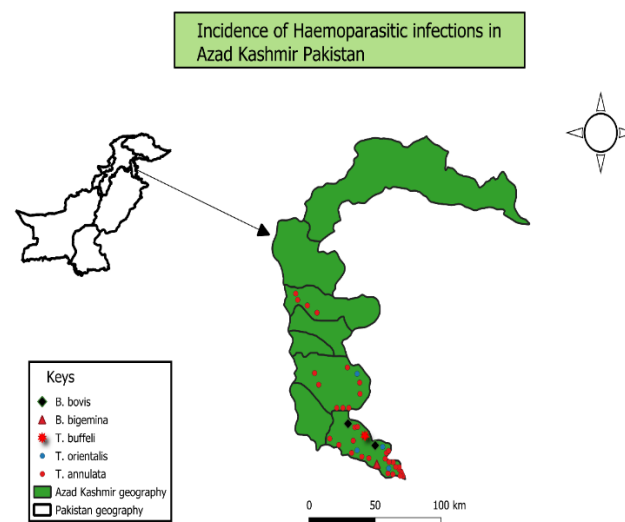 Incidence of Haemoparasitic infections in
Azad Kashmir Pakistan
Keys
B. bovis
B. bigemina
T. buffeli
T. orientalis
T. annulata
Azad Kashmir geography
Pakistan geography
0 50 100 km